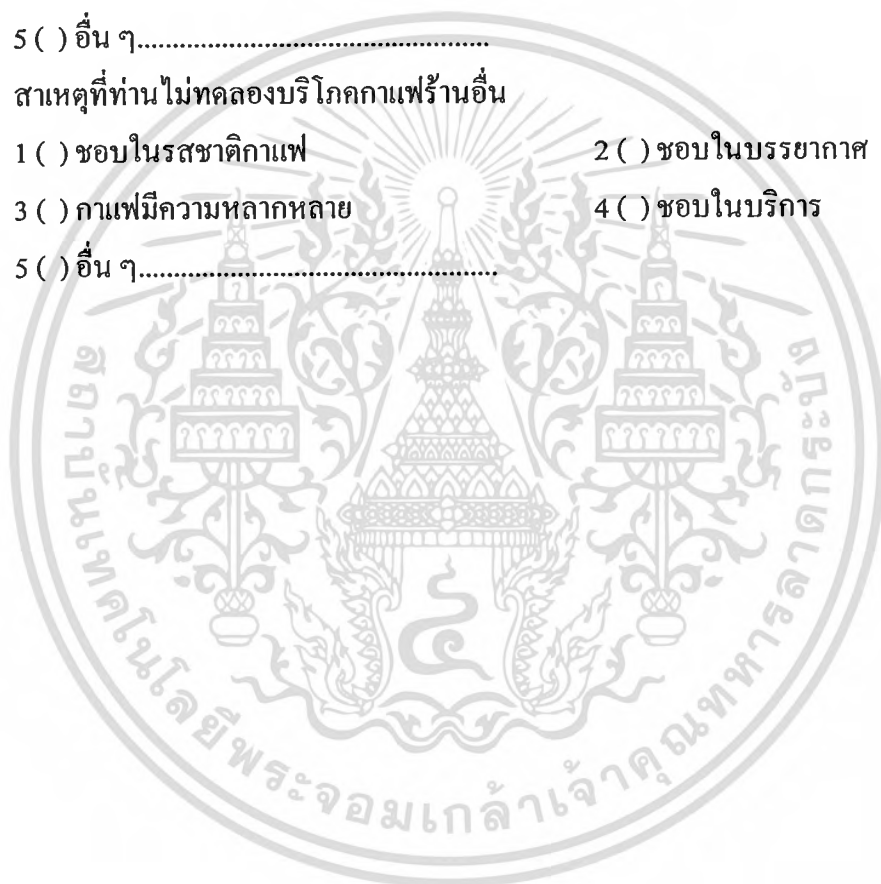 5 ( ) อื่น ๆ..................................................
สาเหตุที่ท่านไม่ทดลองบริโภคกาแฟร้านอื่น
1 ( ) ชอบในรสชาติกาแฟ 2 ( ) ชอบในบรรยากาศ
3 ( ) กาแฟมีความหลากหลาย 4 ( ) ชอบในบริการ
5 ( ) อื่น ๆ...................................................
สถาบันเทคโนโลยีพระจอมเกล้าเจ้าคุณทหารลาดกระบัง
๔